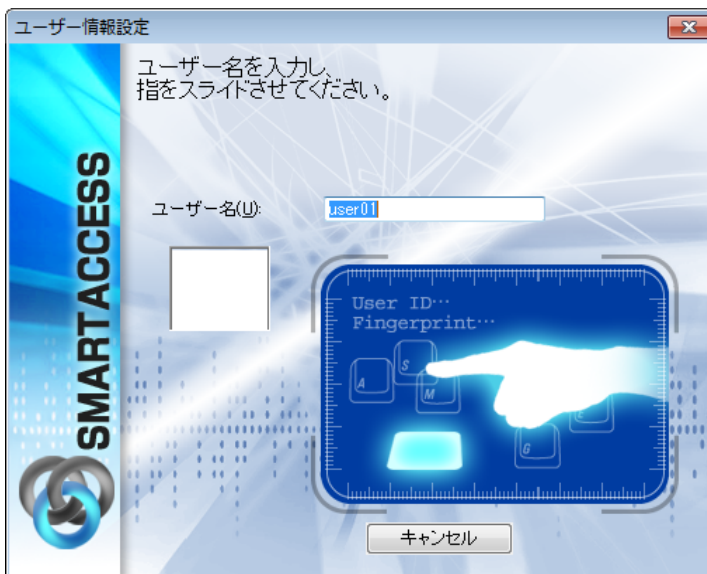 ユーザー情報設定
ユーザー名を入力し、
指をスライドさせてください。
SMARTACCESS
ユーザー名(U):
user01
User ID…
Fingerprint…
S
A
M
G
E
キャンセル